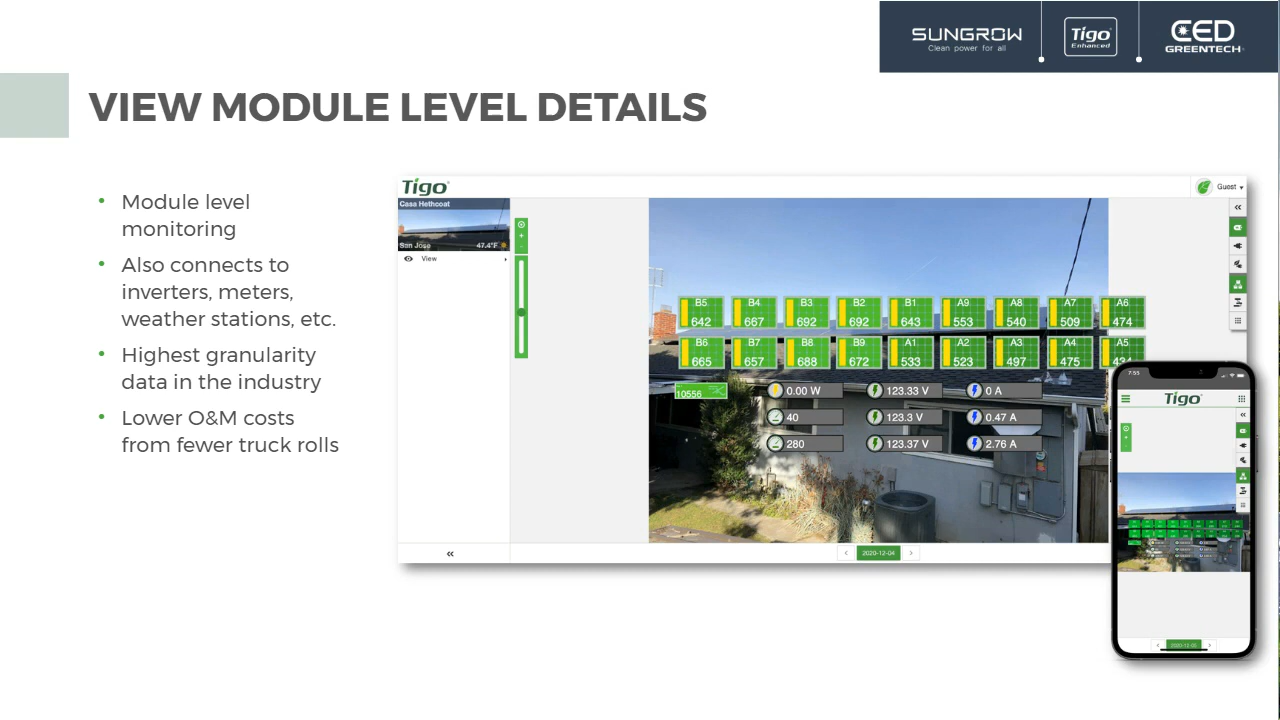 SUNGROW
Clean power for all
Tigo
Enhanced
CED
GREENTECH
VIEW MODULE LEVEL DETAILS
• Module level
monitoring
• Also connects to
inverters, meters,
weather stations, etc.
• Highest granularity
data in the industry
• Lower O&M costs
from fewer truck rolls
Tigo
Guest
Casa Hethcoat
San Jose 47.4°F
View
B5 B4 B3 B2 B1 A9 A8 A7 A6
642 667 692 692 643 553 540 509 474
B6 B7 B8 B9 A1 A2 A3 A4 A5
665 657 688 672 533 523 497 475
10556
0.00 W 123.33 V 0 A
40 123.3 V 0.47 A
280 123.37 V 2.76 A
« < 2020-12-04 >
7:55
Tigo